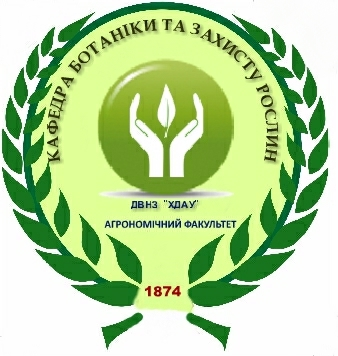 КАФЕДРА БОТАНІКИ ТА ЗАХИСТУ РОСЛИН
ДВНЗ "ХДАУ"
АГРОНОМІЧНИЙ ФАКУЛЬТЕТ
1874